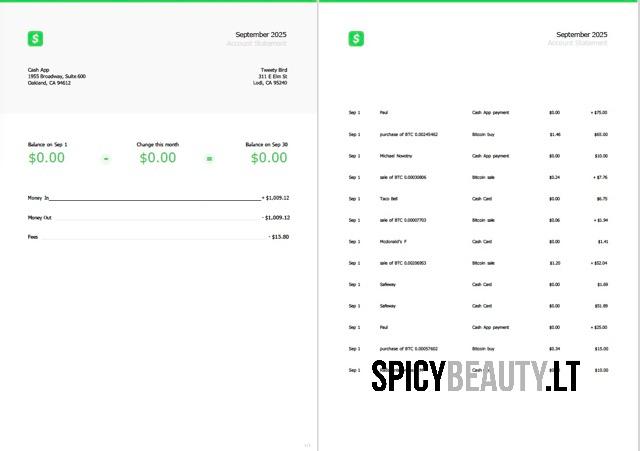 September 2025
Account Statement
Cash App
1955 Broadway, Suite 600
Oakland, CA 94612
Tweety Bird
311 E Elm St
Lodi, CA 95240
Balance on Sep 1 Change this month Balance on Sep 30
$0.00 - $0.00 = $0.00
Money In + $1,009.12
Money Out - $1,009.12
Fees - $15.80
September 2025
Account Statement
Sep 1 Paul Cash App payment $0.00 + $75.00
Sep 1 purchase of BTC 0.00245462 Bitcoin buy $1.46 $65.00
Sep 1 Michael Nowotny Cash App payment $0.00 $10.00
Sep 1 sale of BTC 0.00030806 Bitcoin sale $0.24 + $7.76
Sep 1 Taco Bell Cash Card $0.00 $6.75
Sep 1 sale of BTC 0.00007703 Bitcoin sale $0.06 + $1.94
Sep 1 Mcdonald's F Cash Card $0.00 $1.41
Sep 1 sale of BTC 0.00206953 Bitcoin sale $1.20 + $52.04
Sep 1 Safeway Cash Card $0.00 $1.69
Sep 1 Safeway Cash Card $0.00 $51.89
Sep 1 Paul Cash App payment $0.00 + $25.00
Sep 1 purchase of BTC 0.00057602 Bitcoin buy $0.34 $15.00
Sep 1 $10.00
SPICYBEAUTY.LT